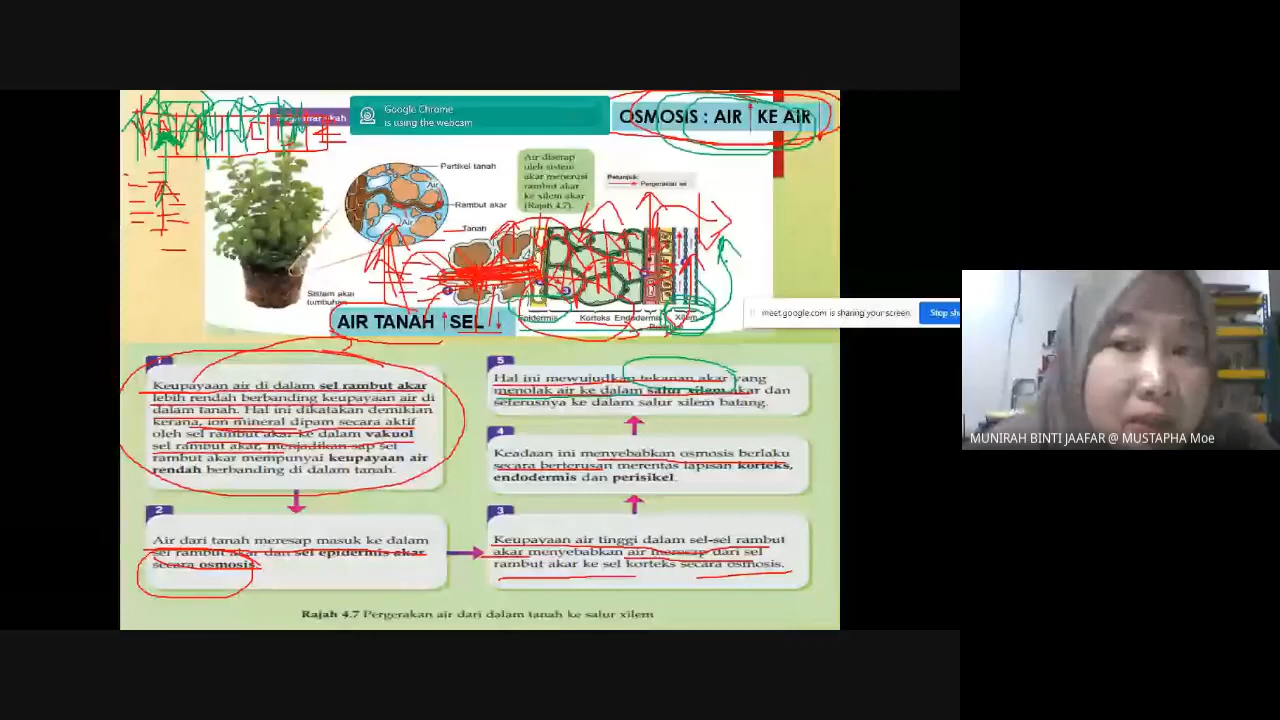 Google Chrome
is using the webcam
OSMOSIS : AIR KE AIR
Partikel tanah
Air
Rambut akar
Air
Tanah
Sistem akar
tumbuhan
Air diserap
oleh sistem
akar menerusi
rambut akar
ke xilem akar
(Rajah 4.7).
Petunjuk:
Pergerakan air
AIR TANAH SEL
Epidermis
Korteks
Endodermis
Xilem
meet.google.com is sharing your screen.
Stop sh
MUNIRAH BINTI JAAFAR @ MUSTAPHA Moe
1
Keupayaan air di dalam sel rambut akar
lebih rendah berbanding keupayaan air di
dalam tanah. Hal ini dikatakan demikian
kerana, ion mineral dipam secara aktif
oleh sel rambut akar ke dalam vakuol
sel rambut akar, menjadikan sap sel
rambut akar mempunyai keupayaan air
rendah berbanding di dalam tanah.
2
Air dari tanah meresap masuk ke dalam
sel rambut akar dan sel epidermis akar
secara osmosis.
3
Keupayaan air tinggi dalam sel-sel rambut
akar menyebabkan air meresap dari sel
rambut akar ke sel korteks secara osmosis.
4
Keadaan ini menyebabkan osmosis berlaku
secara berterusan merentas lapisan korteks,
endodermis dan perisikel.
5
Hal ini mewujudkan tekanan akar yang
menolak air ke dalam salur xilem akar dan
seterusnya ke dalam salur xilem batang.
Rajah 4.7 Pergerakan air dari dalam tanah ke salur xilem